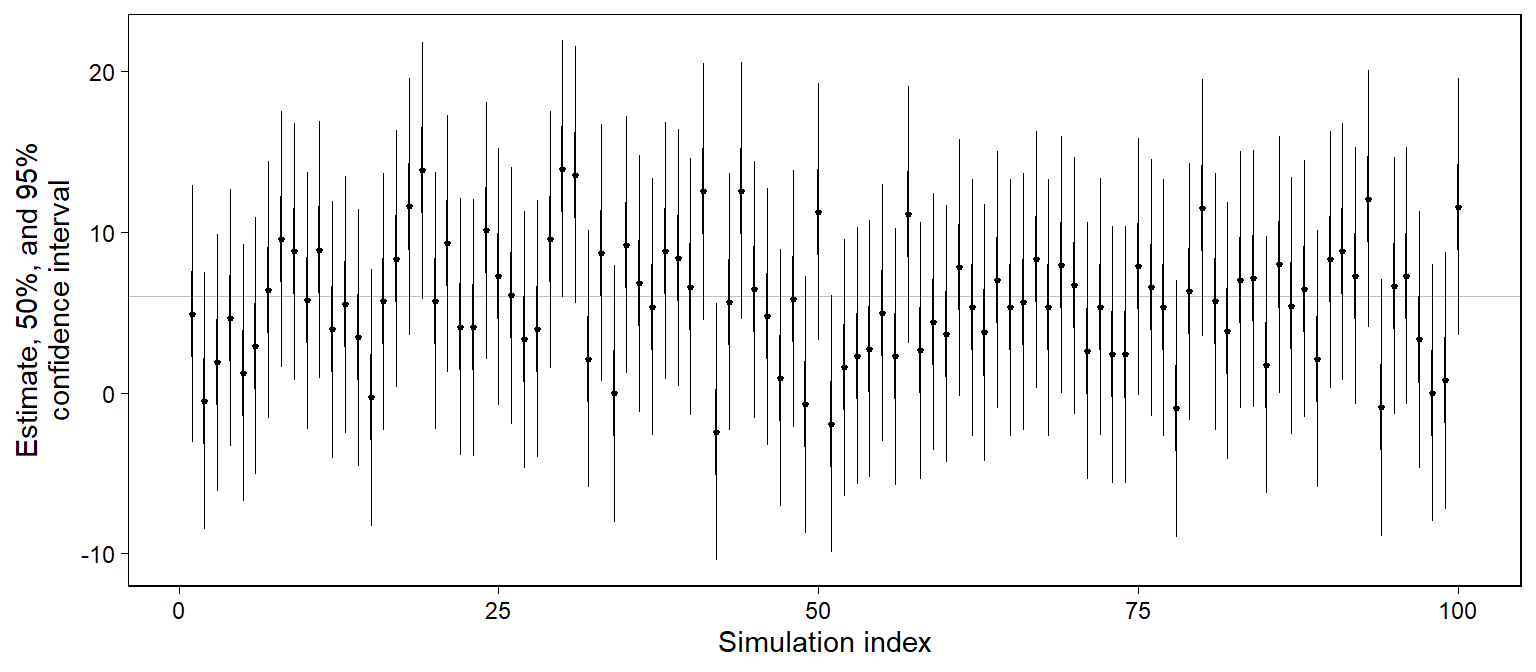 Estimate, 50%, and 95%
confidence interval
20
10
0
-10
0 25 50 75 100
Simulation index